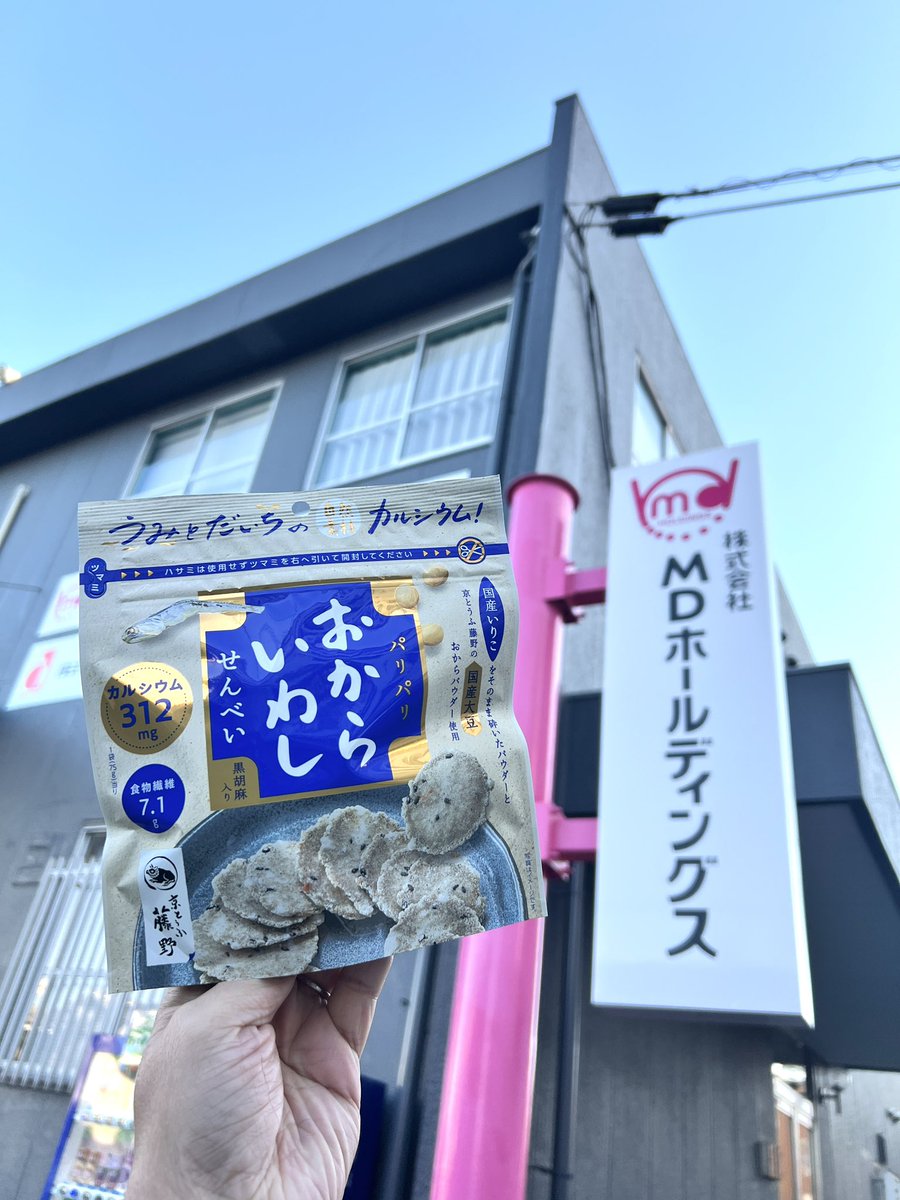 うみとだいちの
カルシウム!
ツマミ
ハサミは使用せずツマミを右へ引いて開封してください
国産いりこをそのまま砕いたパウダーと
京とうふ藤野の国産大豆
おからパウダー使用
パリパリ
おから
いわし
せんべい
黒胡麻
入り
カルシウム
312
mg
1袋(75g)当り
食物繊維
7.1
g
京とうふ
藤野
md
株式会社
MDホールディングス